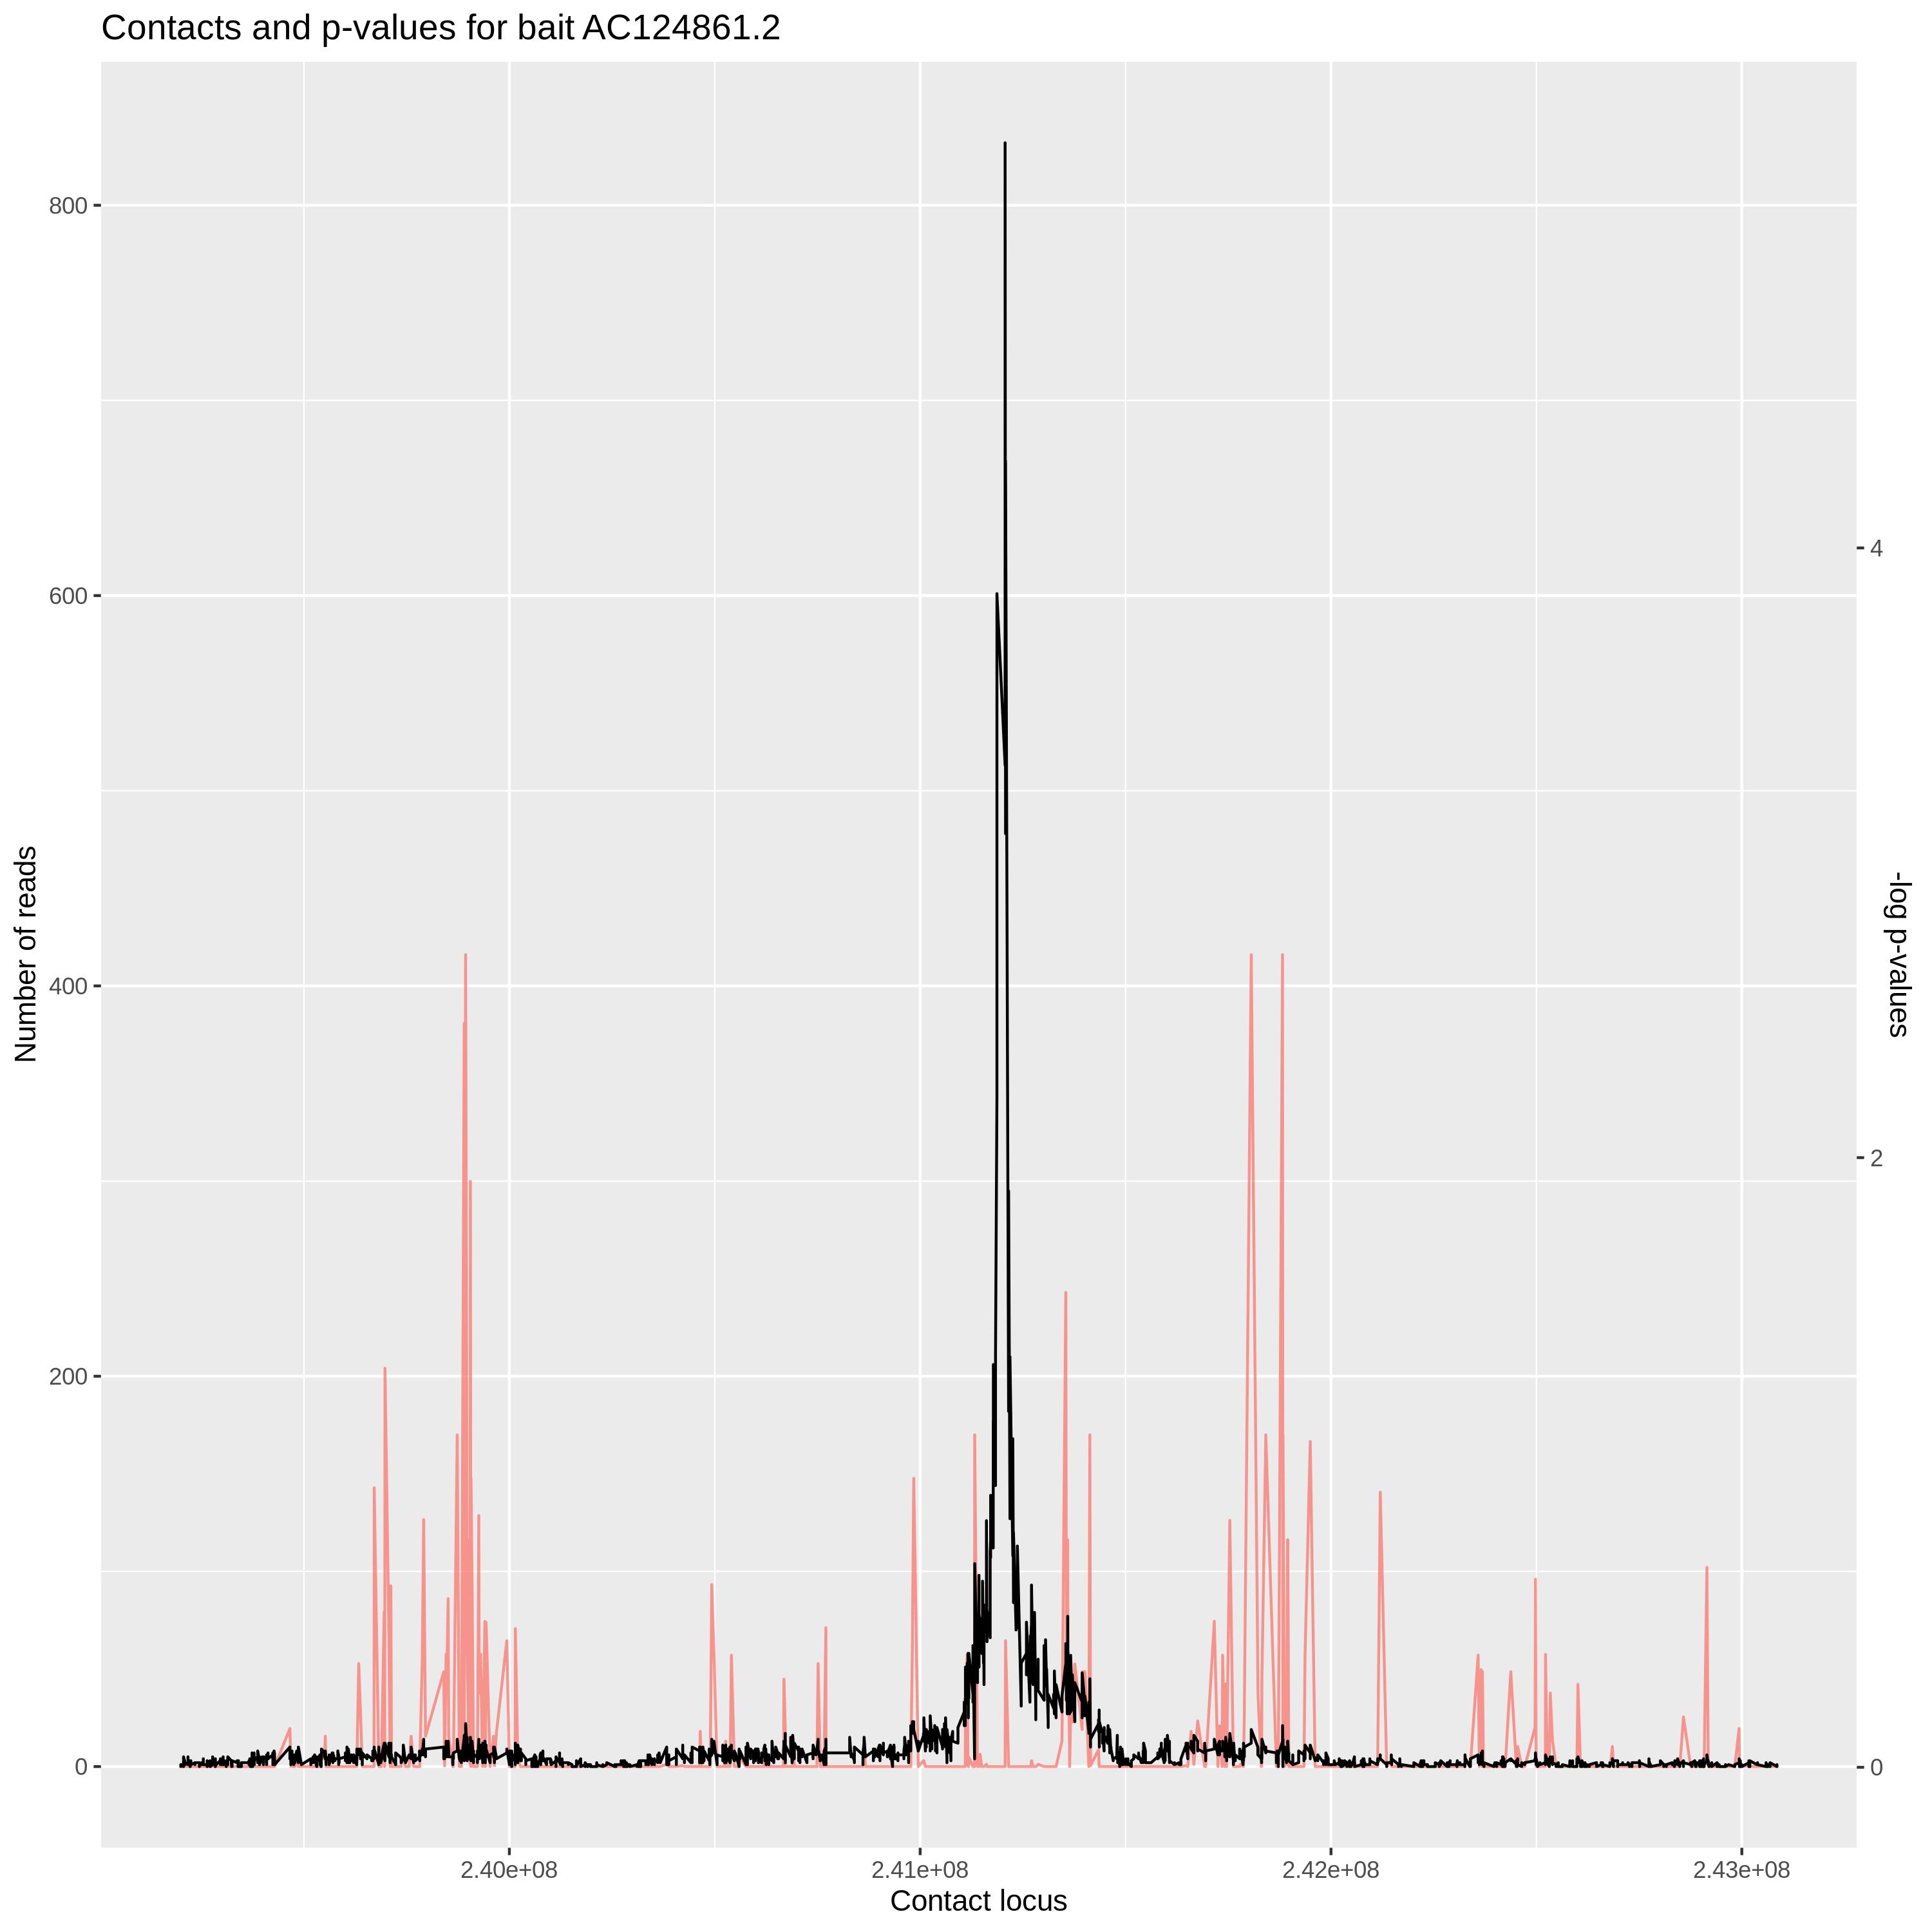 Contacts and p-values for bait AC124861.2
800
600
400
200
0
Number of reads
4
2
0
-log p-values
2.40e+08 2.41e+08 2.42e+08 2.43e+08
Contact locus